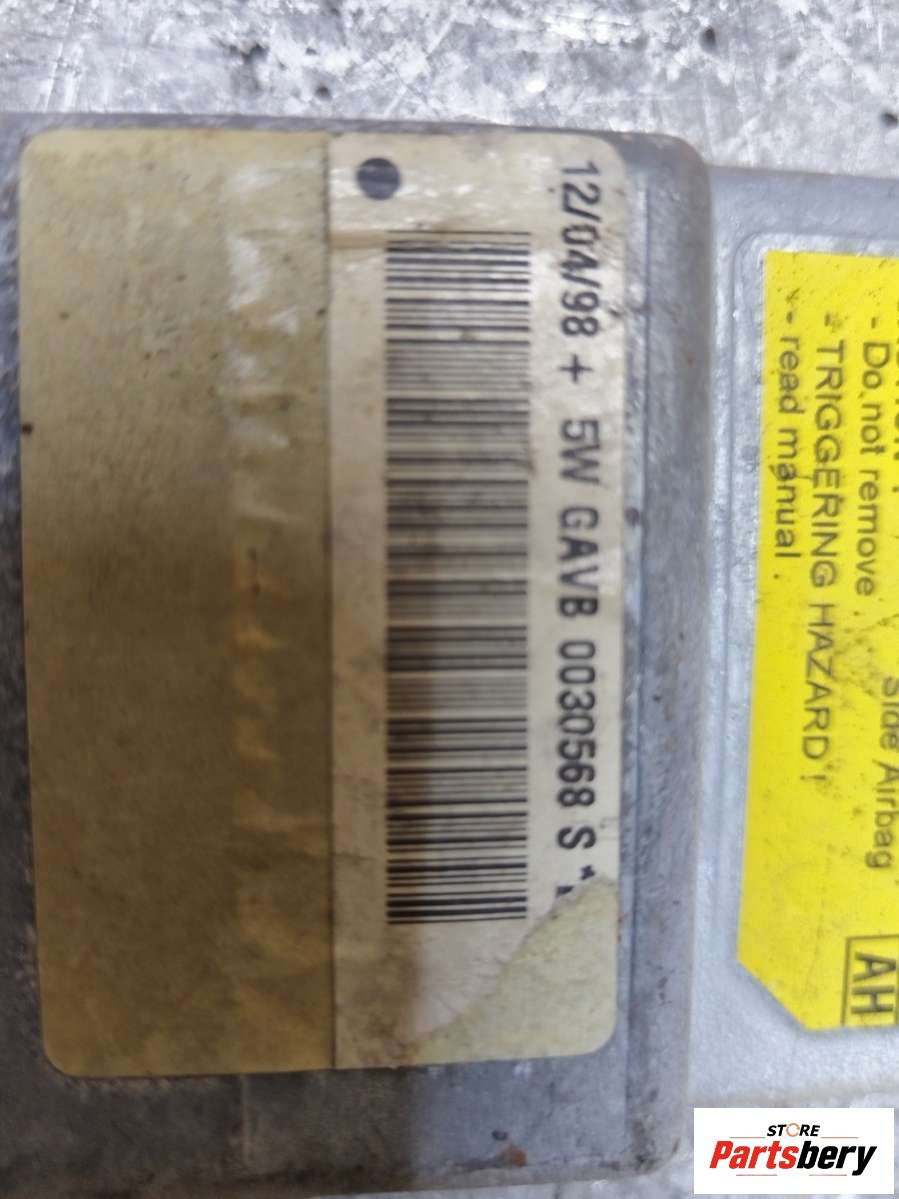 12/04/98 + 5W GAVB 0030568 S
- Do not remove
- TRIGGERING HAZARD !
- read manual
Side Airbag
AH
STORE
Partsbery